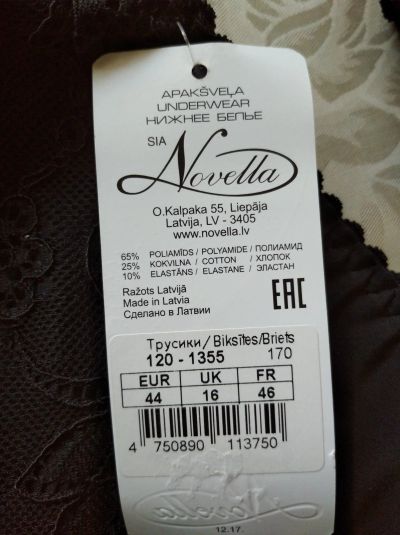 APAKŠVEĻA
UNDERWEAR
НИЖНЕЕ БЕЛЬЕ
SIA
Novella
O.Kalpaka 55, Liepāja
Latvija, LV - 3405
www.novella.lv
65% POLIAMĪDS / POLYAMIDE / ПОЛИАМИД
25% KOKVILNA / COTTON / ХЛОПОК
10% ELASTĀNS / ELASTANE / ЭЛАСТАН
Ražots Latvijā
Made in Latvia
Сделано в Латвии
EAC
Трусики/Biksītes/Briefs
120 - 1355 170
EUR UK FR
44 16 46
4 750890 113750
Novella
12.17.